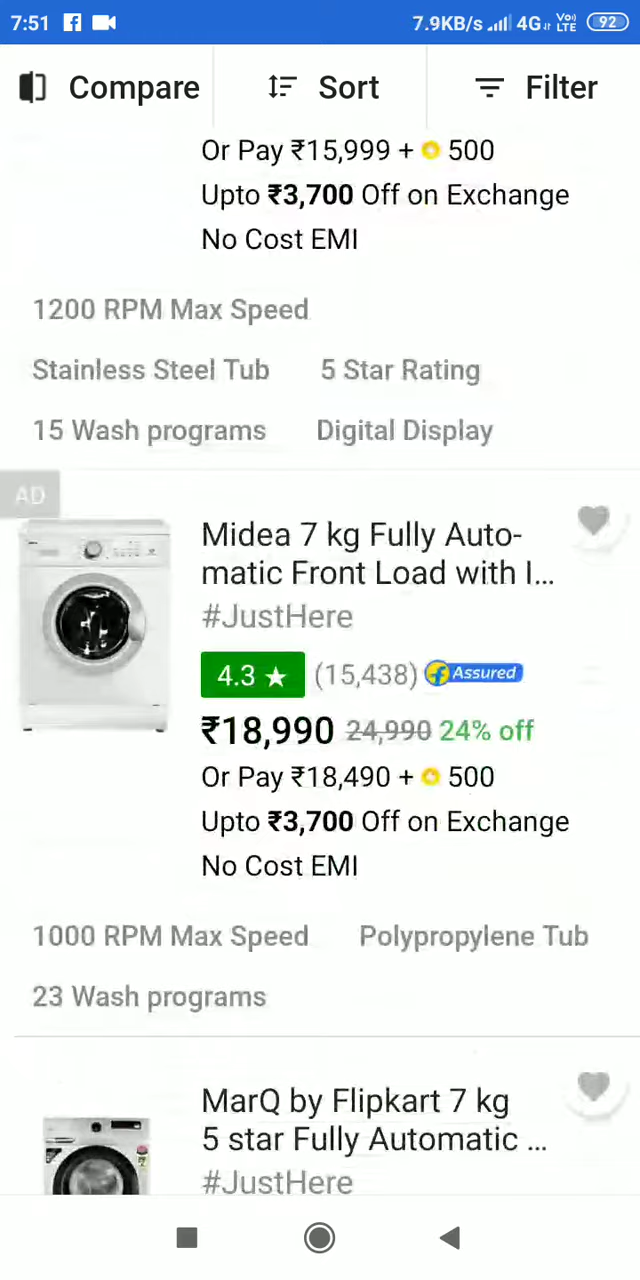 7:51 7.9KB/s 4G Vo) LTE 92
Compare Sort Filter
Or Pay ₹15,999 + 500
Upto ₹3,700 Off on Exchange
No Cost EMI
1200 RPM Max Speed
Stainless Steel Tub 5 Star Rating
15 Wash programs Digital Display
AD
Midea 7 kg Fully Auto-
matic Front Load with I...
#JustHere
4.3 ★ (15,438) f Assured
₹18,990 24,990 24% off
Or Pay ₹18,490 + 500
Upto ₹3,700 Off on Exchange
No Cost EMI
1000 RPM Max Speed Polypropylene Tub
23 Wash programs
MarQ by Flipkart 7 kg
5 star Fully Automatic ...
#JustHere